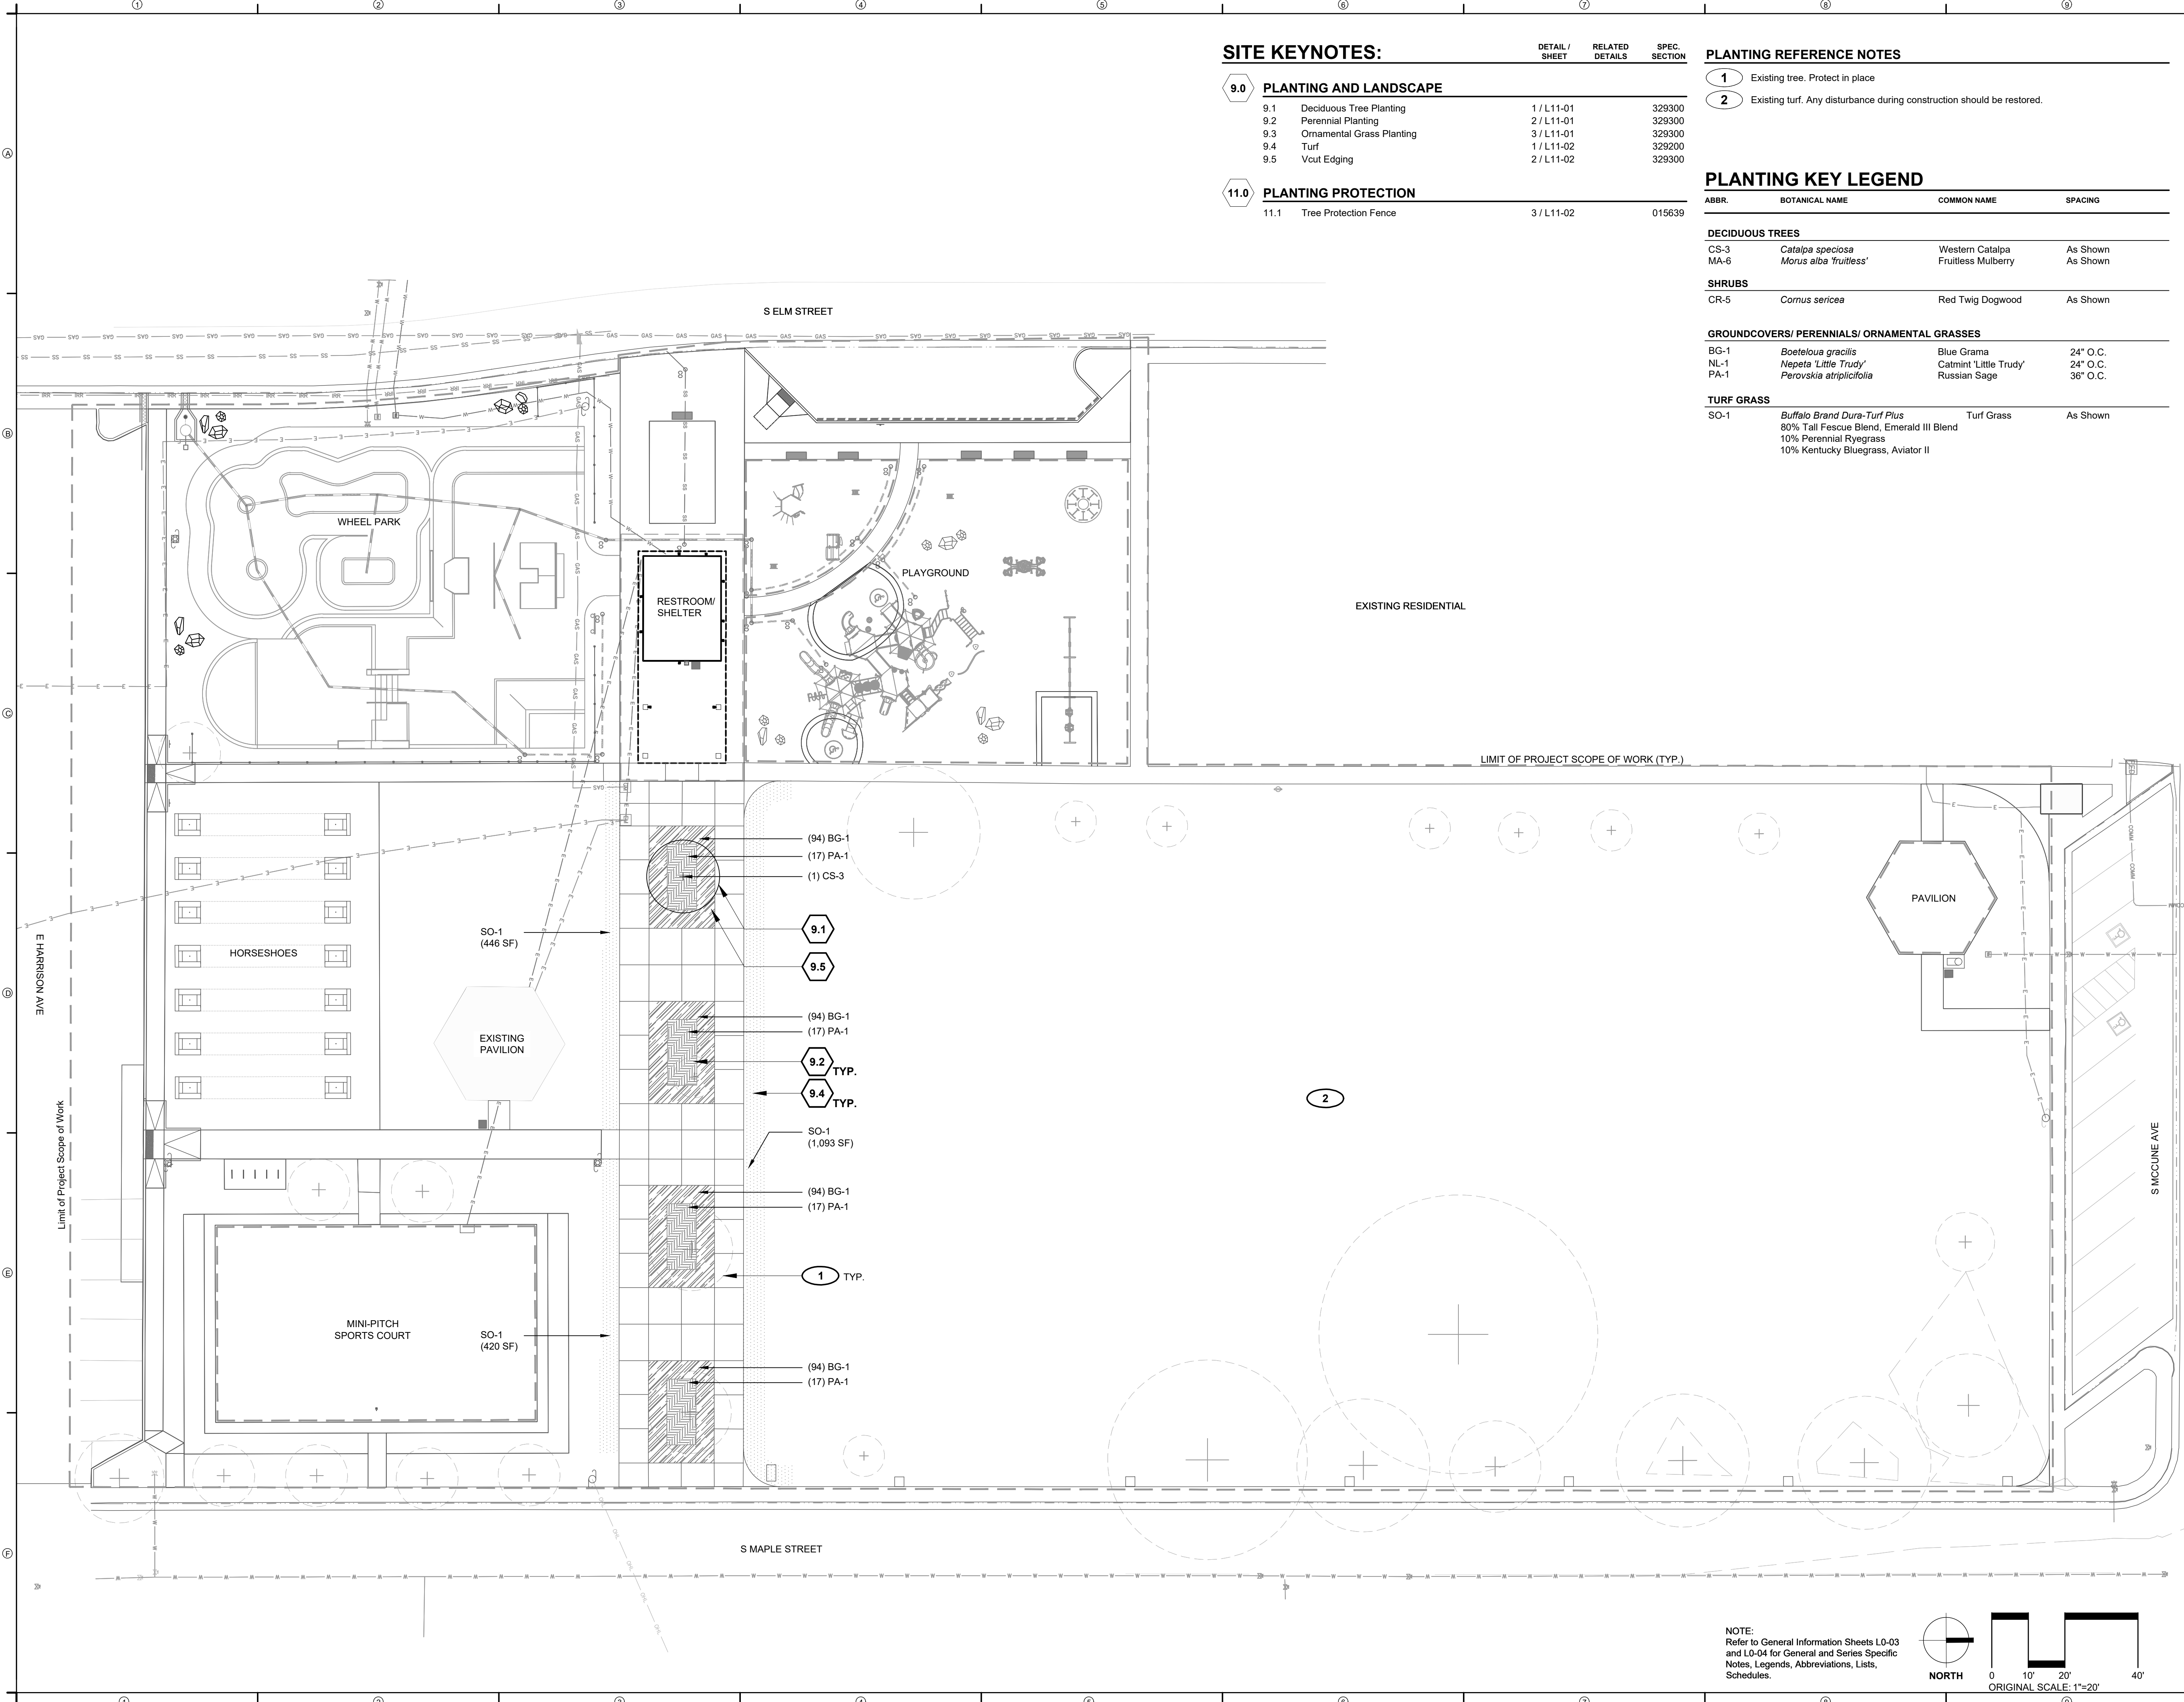 1 2 3 4 5 6 7 8 9
SITE KEYNOTES:
DETAIL / SHEET RELATED DETAILS SPEC. SECTION
9.0 PLANTING AND LANDSCAPE
9.1 Deciduous Tree Planting 1 / L11-01 329300
9.2 Perennial Planting 2 / L11-01 329300
9.3 Ornamental Grass Planting 3 / L11-01 329300
9.4 Turf 1 / L11-02 329200
9.5 Vcut Edging 2 / L11-02 329300
11.0 PLANTING PROTECTION
11.1 Tree Protection Fence 3 / L11-02 015639
PLANTING REFERENCE NOTES
1 Existing tree. Protect in place
2 Existing turf. Any disturbance during construction should be restored.
PLANTING KEY LEGEND
ABBR. BOTANICAL NAME COMMON NAME SPACING
DECIDUOUS TREES
CS-3 Catalpa speciosa Western Catalpa As Shown
MA-6 Morus alba 'fruitless' Fruitless Mulberry As Shown
SHRUBS
CR-5 Cornus sericea Red Twig Dogwood As Shown
GROUNDCOVERS/ PERENNIALS/ ORNAMENTAL GRASSES
BG-1 Boeteloua gracilis Blue Grama 24" O.C.
NL-1 Nepeta 'Little Trudy' Catmint 'Little Trudy' 24" O.C.
PA-1 Perovskia atriplicifolia Russian Sage 36" O.C.
TURF GRASS
SO-1 Buffalo Brand Dura-Turf Plus Turf Grass As Shown
80% Tall Fescue Blend, Emerald III Blend
10% Perennial Ryegrass
10% Kentucky Bluegrass, Aviator II
A
B
C
D
E
F
S ELM STREET
WHEEL PARK
RESTROOM/
SHELTER
PLAYGROUND
EXISTING RESIDENTIAL
LIMIT OF PROJECT SCOPE OF WORK (TYP.)
(94) BG-1
(17) PA-1
(1) CS-3
9.1
9.5
SO-1
(446 SF)
HORSESHOES
E HARRISON AVE
PAVILION
EXISTING
PAVILION
(94) BG-1
(17) PA-1
9.2 TYP.
9.4 TYP.
2
SO-1
(1,093 SF)
Limit of Project Scope of Work
S MCCUNE AVE
(94) BG-1
(17) PA-1
1 TYP.
MINI-PITCH
SPORTS COURT
SO-1
(420 SF)
(94) BG-1
(17) PA-1
S MAPLE STREET
NOTE:
Refer to General Information Sheets L0-03
and L0-04 for General and Series Specific
Notes, Legends, Abbreviations, Lists,
Schedules.
NORTH
0 10' 20' 40'
ORIGINAL SCALE: 1"=20'